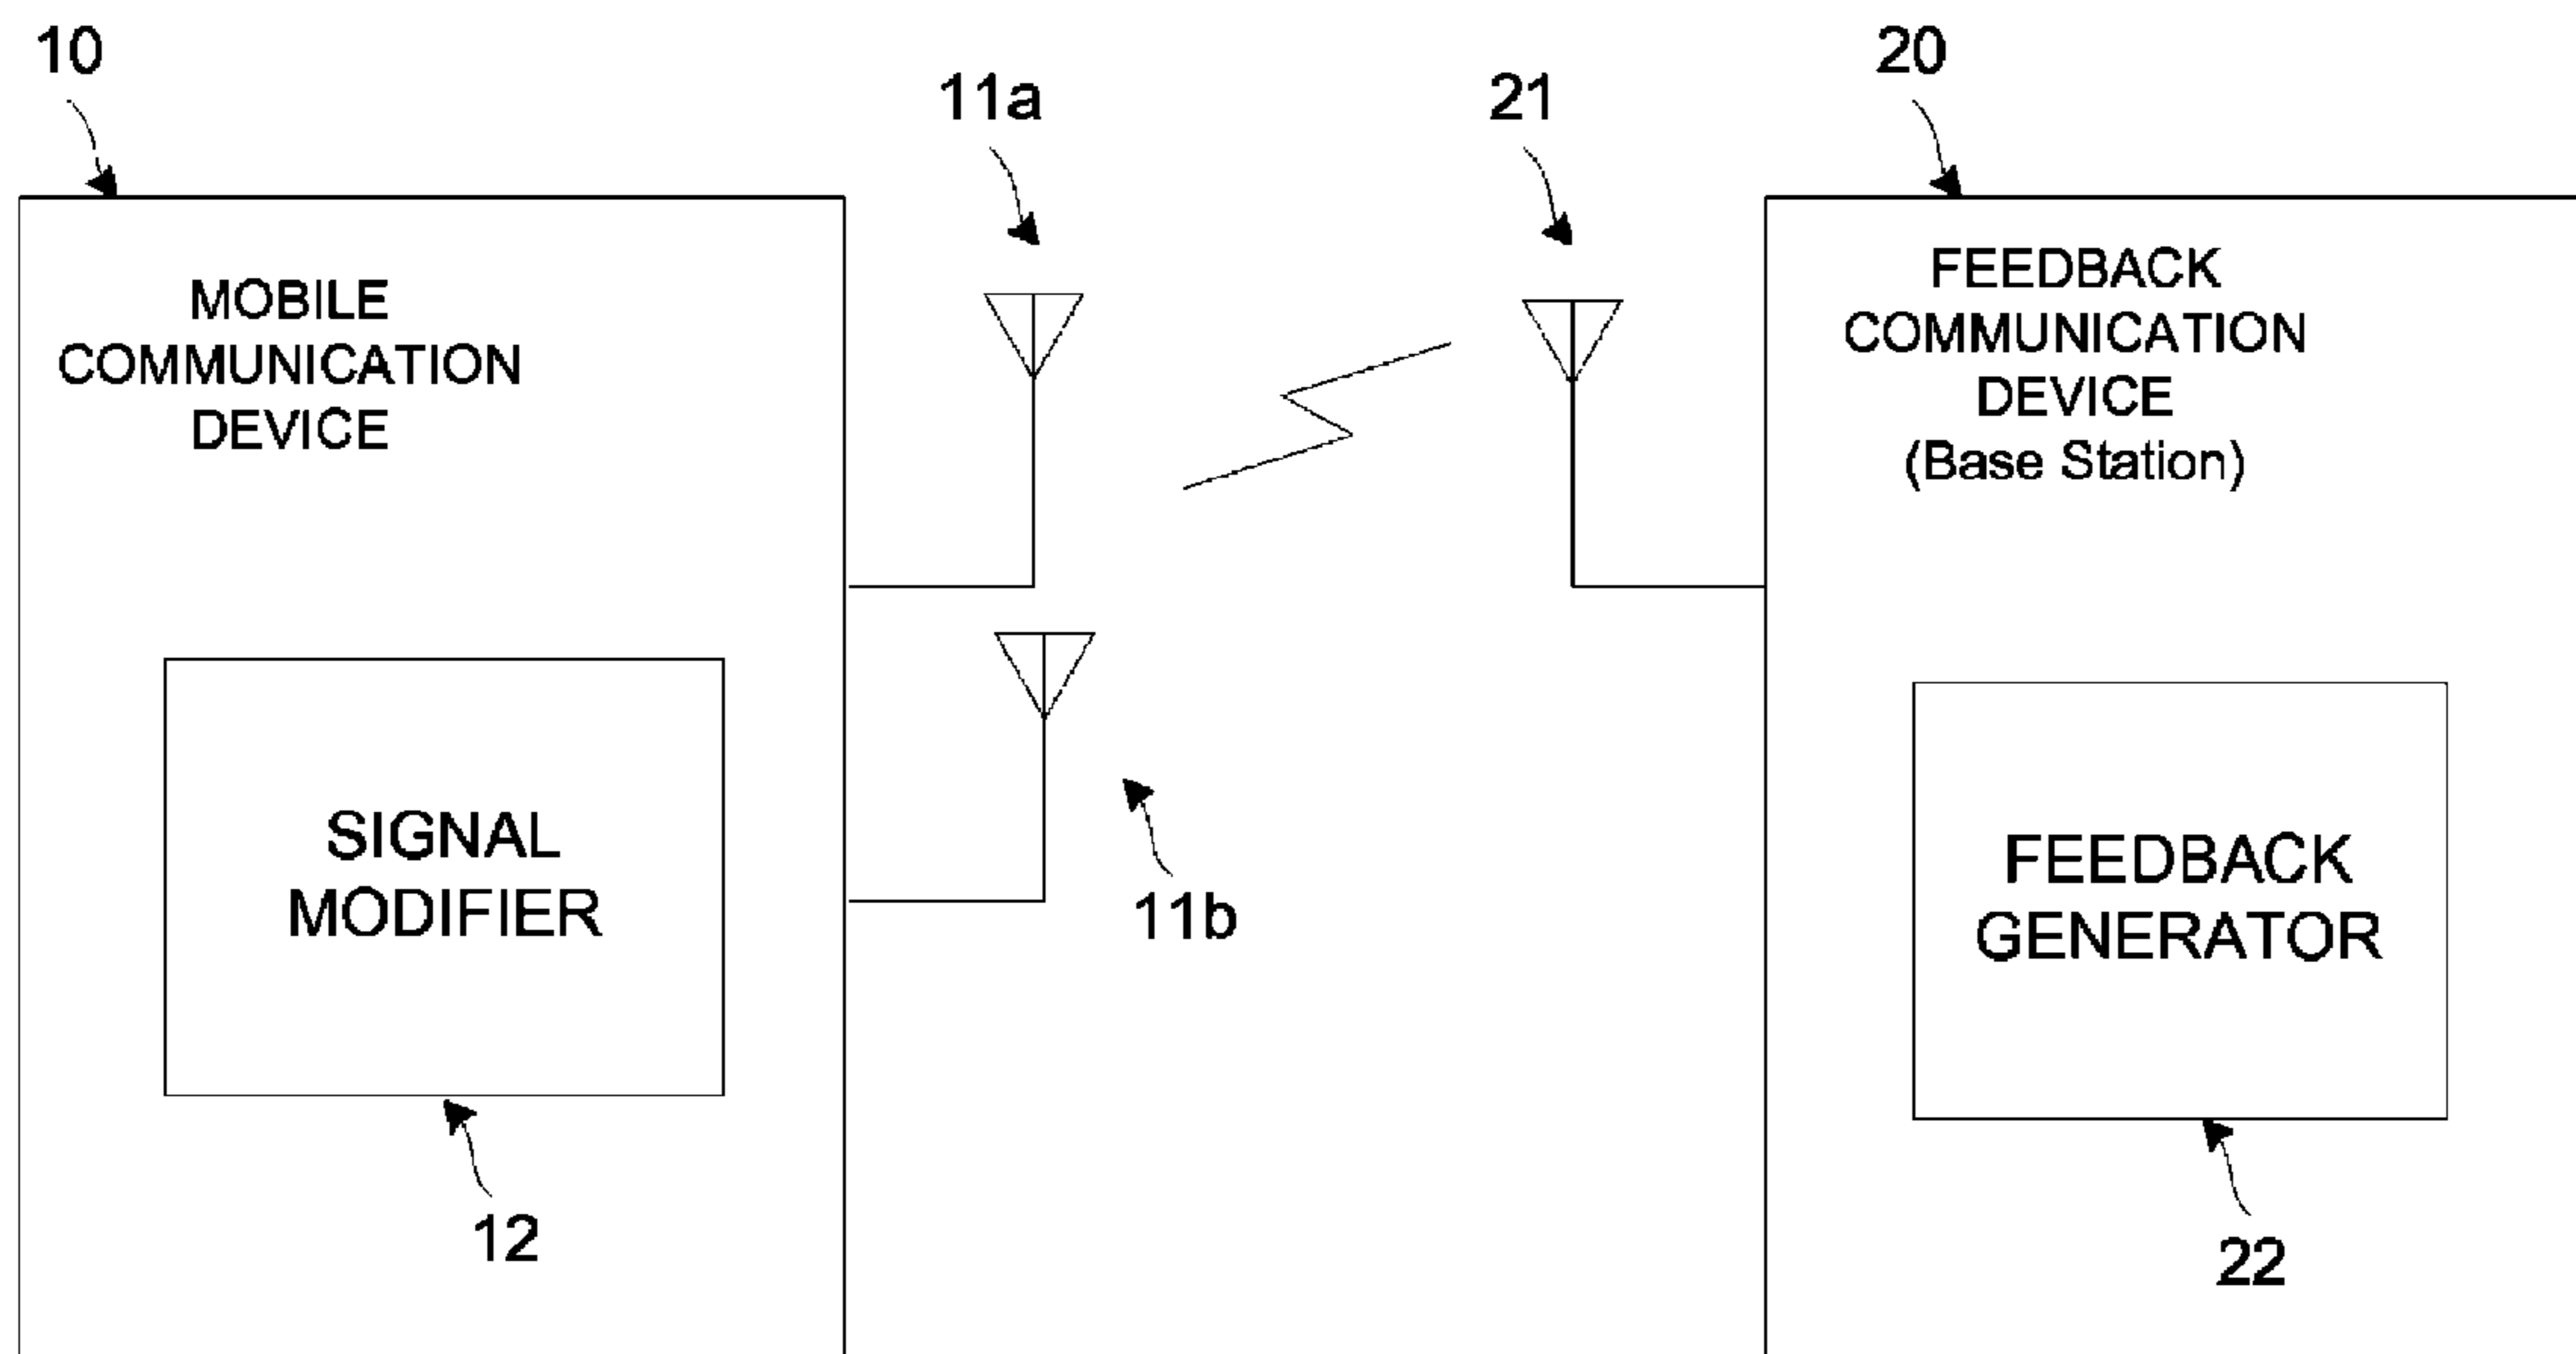 10
11a
21
20
MOBILE
COMMUNICATION
DEVICE
FEEDBACK
COMMUNICATION
DEVICE
(Base Station)
SIGNAL
MODIFIER
11b
FEEDBACK
GENERATOR
12
22